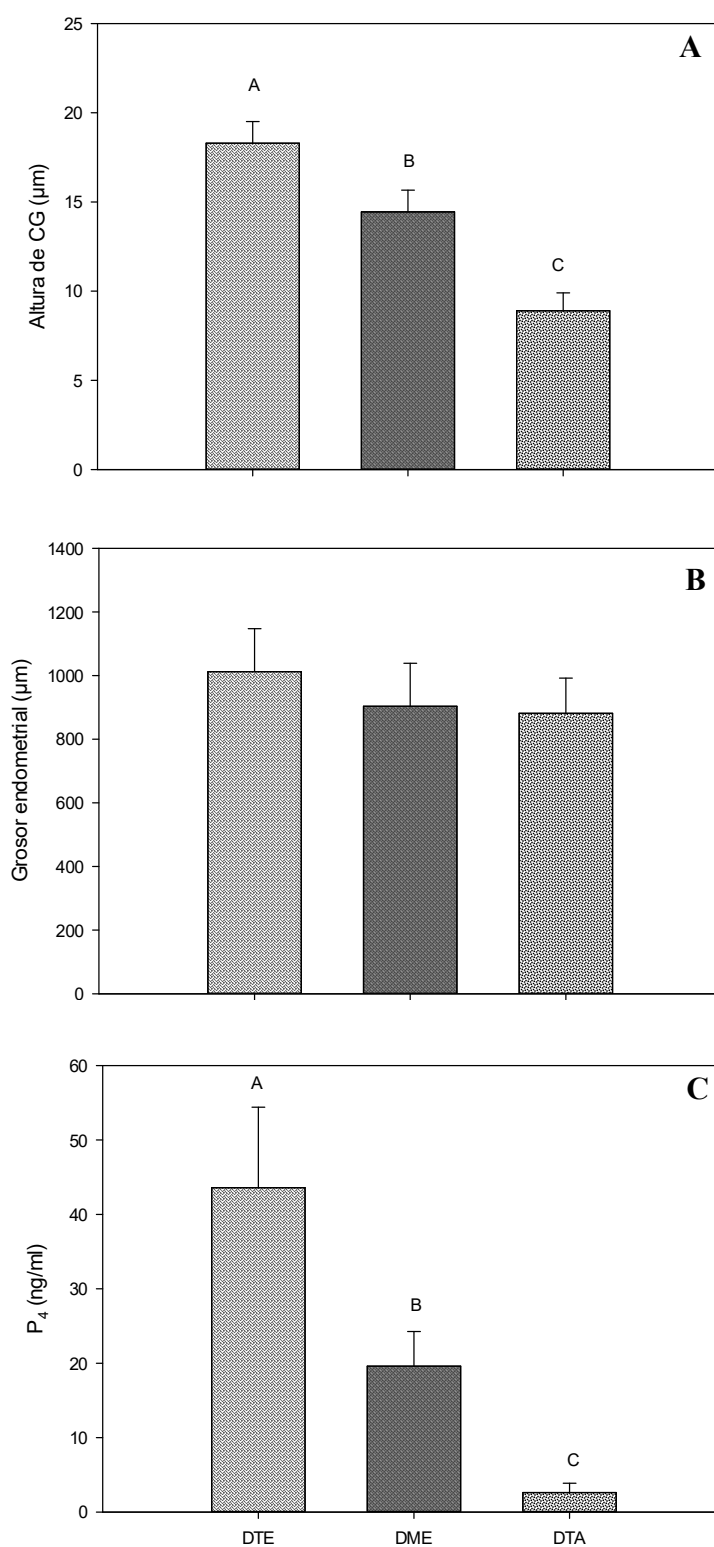 A
25
20
15
10
5
0
Altura de CG (µm)
A
B
C
B
1400
1200
1000
800
600
400
200
0
Grosor endometrial (µm)
C
60
50
40
30
20
10
0
P4 (ng/ml)
A
B
C
DTE DME DTA